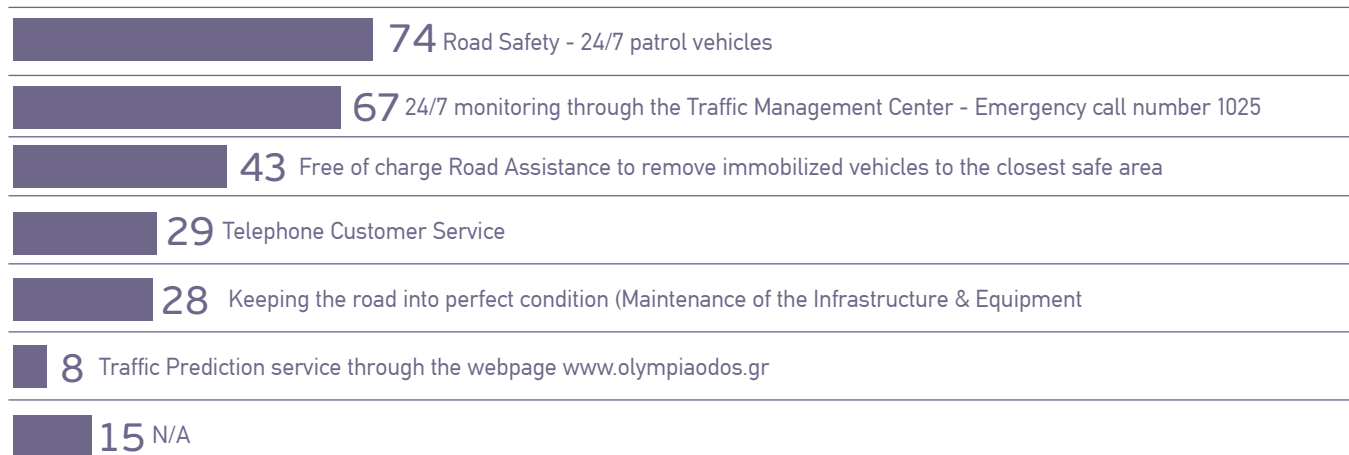 74 Road Safety - 24/7 patrol vehicles
67 24/7 monitoring through the Traffic Management Center - Emergency call number 1025
43 Free of charge Road Assistance to remove immobilized vehicles to the closest safe area
29 Telephone Customer Service
28 Keeping the road into perfect condition (Maintenance of the Infrastructure & Equipment
8 Traffic Prediction service through the webpage www.olympiaodos.gr
15 N/A